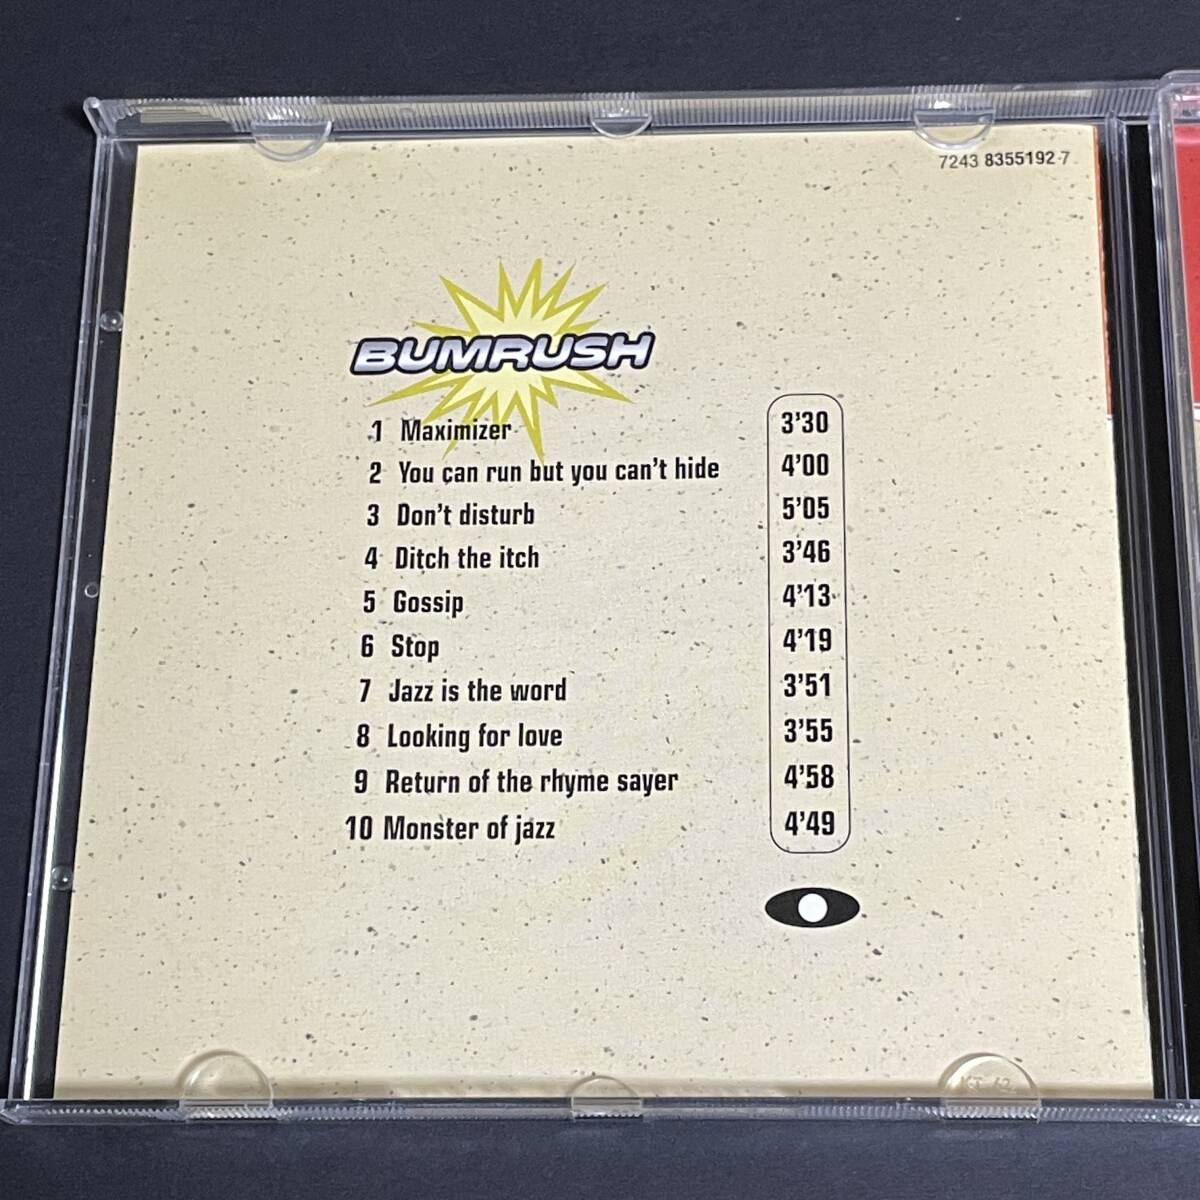 7243 8355192 7
BUMRUSH
1 Maximizer 3'30
2 You can run but you can't hide 4'00
3 Don't disturb 5'05
4 Ditch the itch 3'46
5 Gossip 4'13
6 Stop 4'19
7 Jazz is the word 3'51
8 Looking for love 3'55
9 Return of the rhyme sayer 4'58
10 Monster of jazz 4'49